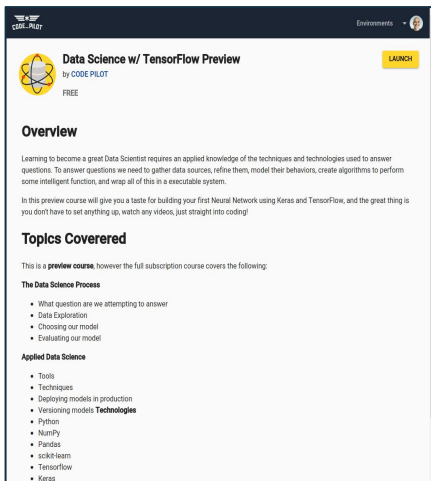 CODE_PILOT
Environments
Data Science w/ TensorFlow Preview
by CODE PILOT
FREE
LAUNCH
Overview
Learning to become a great Data Scientist requires an applied knowledge of the techniques and technologies used to answer
questions. To answer questions we need to gather data sources, refine them, model their behaviors, create algorithms to perform
some intelligent function, and wrap all of this in a executable system.
In this preview course will give you a taste for building your first Neural Network using Keras and TensorFlow, and the great thing is
you don't have to set anything up, watch any videos, just straight into coding!
Topics Coverered
This is a preview course, however the full subscription course covers the following:
The Data Science Process
• What question are we attempting to answer
• Data Exploration
• Choosing our model
• Evaluating our model
Applied Data Science
• Tools
• Techniques
• Deploying models in production
• Versioning models Technologies
• Python
• NumPy
• Pandas
• scikit-learn
• Tensorflow
• Keras